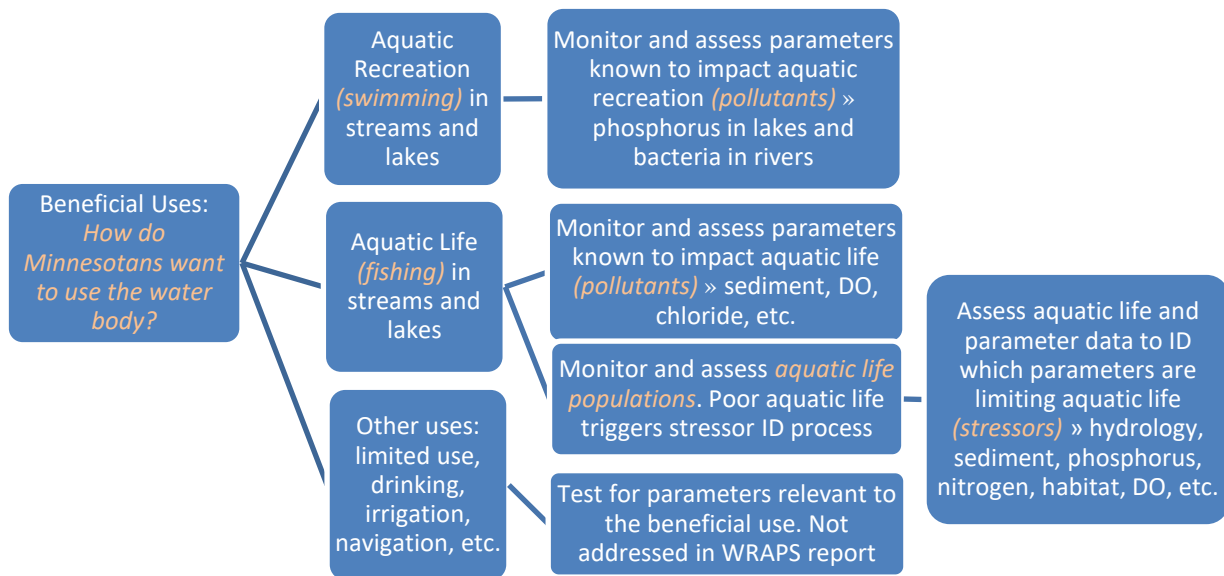 Beneficial Uses:
How do
Minnesotans want
to use the water
body?
Aquatic
Recreation
(swimming) in
streams and
lakes
Monitor and assess parameters
known to impact aquatic
recreation (pollutants) »
phosphorus in lakes and
bacteria in rivers
Aquatic Life
(fishing) in
streams and
lakes
Monitor and assess parameters
known to impact aquatic life
(pollutants) » sediment, DO,
chloride, etc.
Monitor and assess aquatic life
populations. Poor aquatic life
triggers stressor ID process
Assess aquatic life and
parameter data to ID
which parameters are
limiting aquatic life
(stressors) » hydrology,
sediment, phosphorus,
nitrogen, habitat, DO, etc.
Other uses:
limited use,
drinking,
irrigation,
navigation, etc.
Test for parameters relevant to
the beneficial use. Not
addressed in WRAPS report